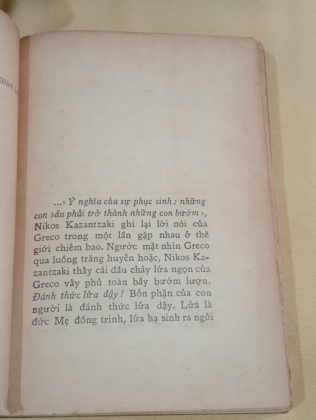 ...« Ý nghĩa của sự phục sinh ; những
con sâu phải trở thành những con bướm »,
Nikos Kazantzaki ghi lại lời nói của
Greco trong một lần gặp nhau ở thế
giới chiêm bao. Ngước mặt nhìn Greco
qua luồng trăng huyền hoặc, Nikos Ka-
zantzaki thấy cái đầu cháy lửa ngọn của
Greco vây phủ toàn bầy bướm lượn.
Đánh thức lửa dậy ! Bổn phận của con
người là đánh thức lửa dậy. Lửa là
đức Mẹ đồng trinh, lửa hạ sinh ra ngôi